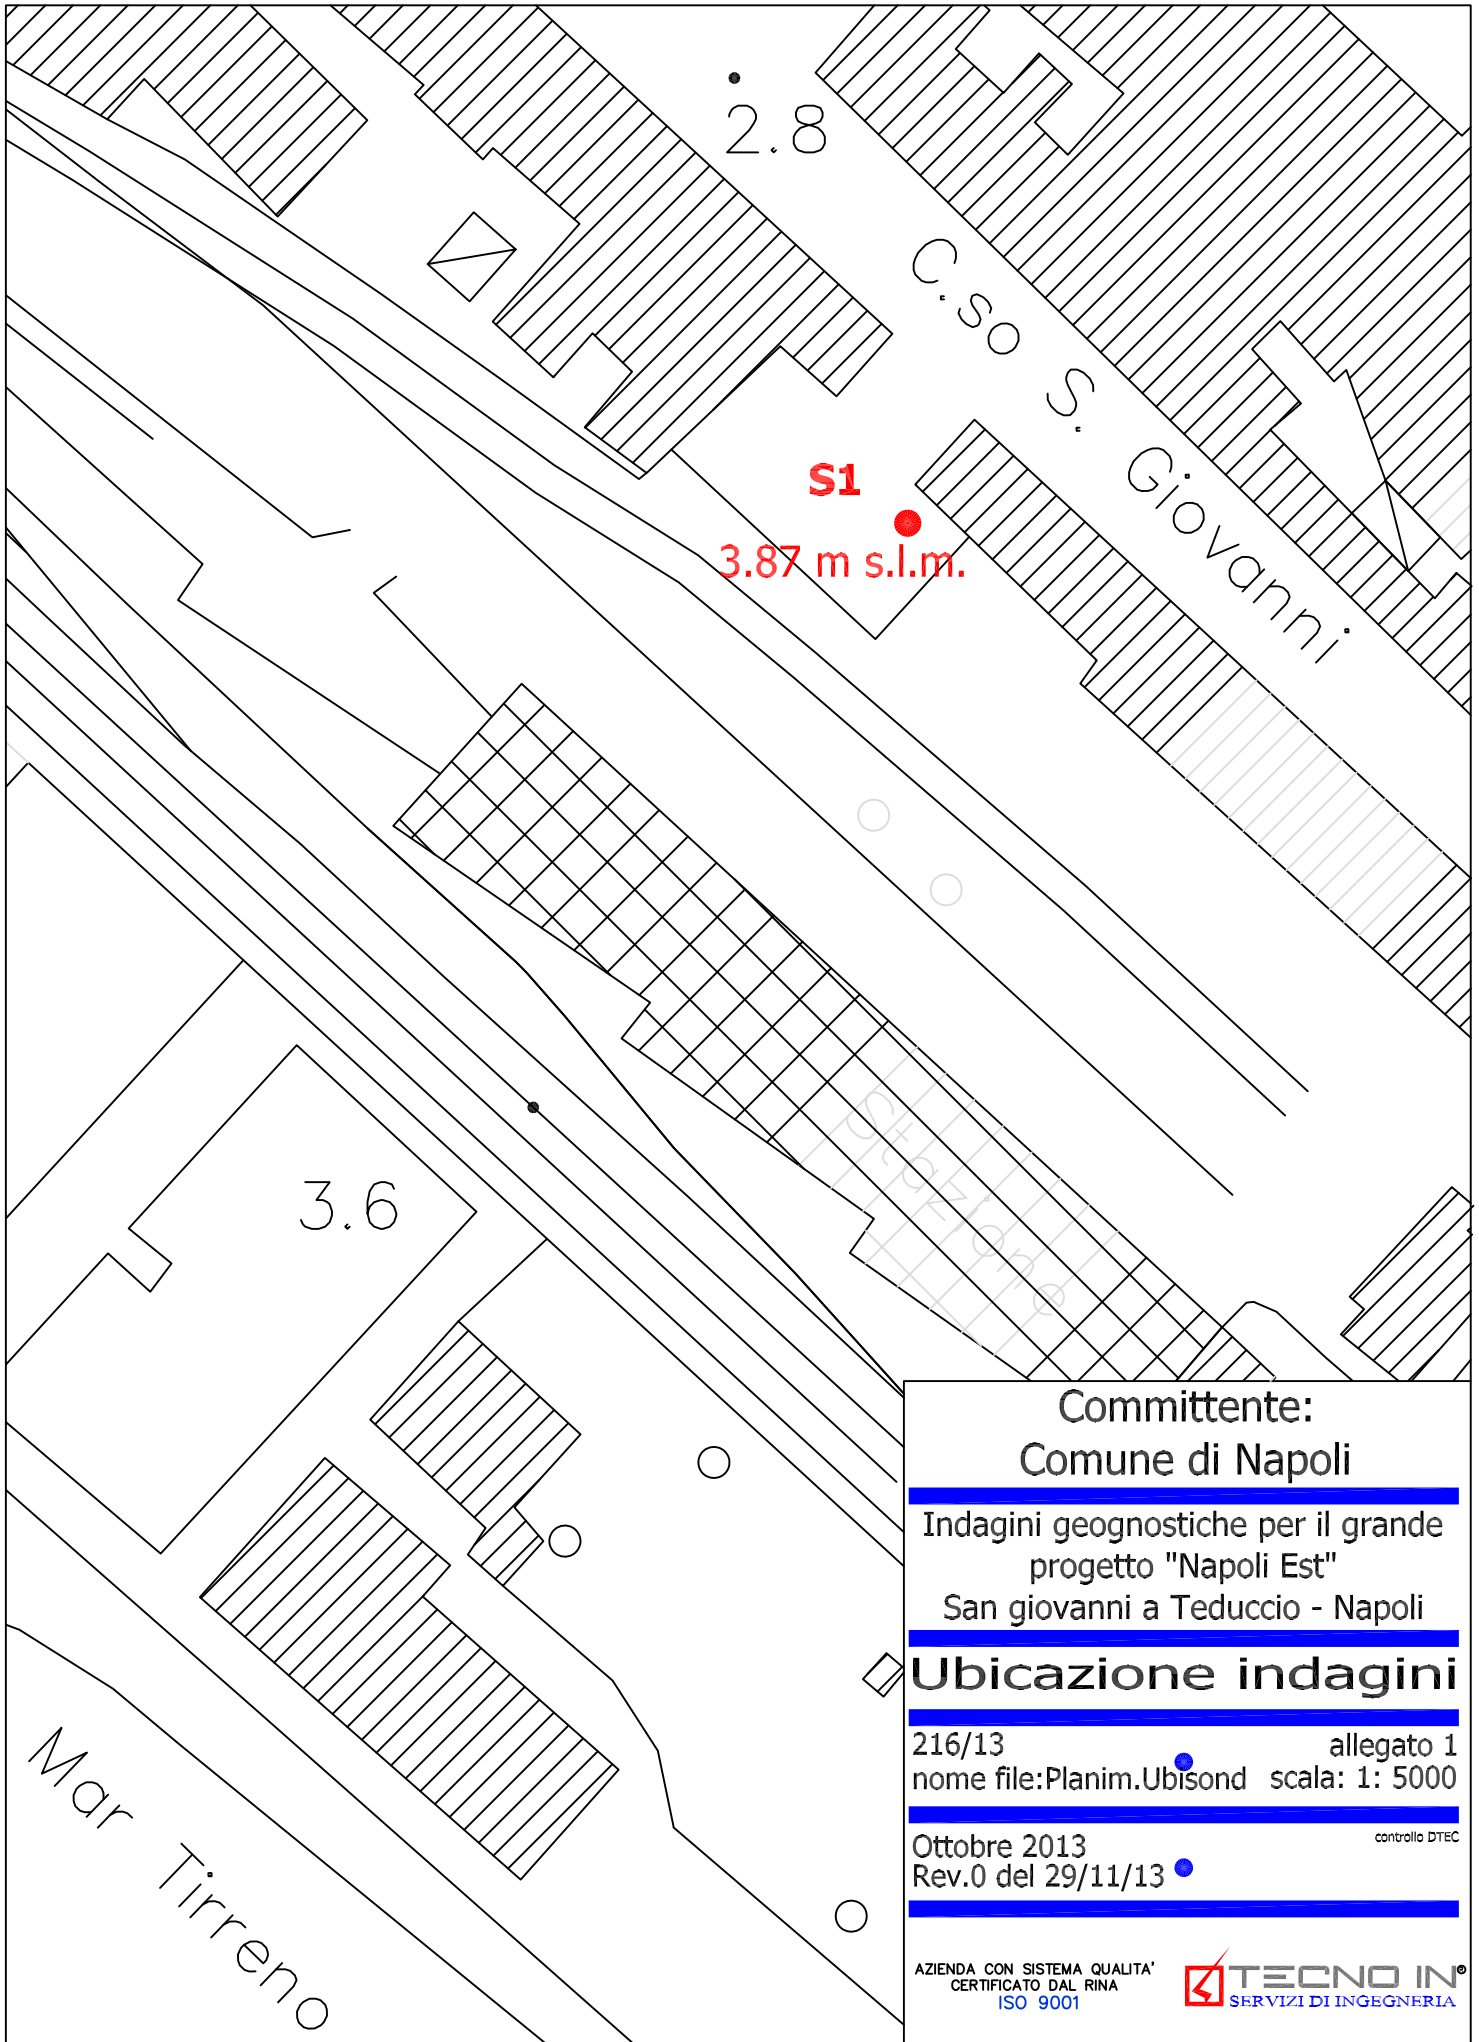 2.8
C.so S. Giovanni
S1
3.87 m s.l.m.
Stazione
3.6
Mar Tirreno
Committente:
Comune di Napoli
Indagini geognostiche per il grande
progetto "Napoli Est"
San giovanni a Teduccio - Napoli
Ubicazione indagini
216/13 allegato 1
nome file:Planim.Ubisond scala: 1: 5000
Ottobre 2013 controllo DTEC
Rev.0 del 29/11/13
AZIENDA CON SISTEMA QUALITA'
CERTIFICATO DAL RINA
ISO 9001
TECNO IN®
SERVIZI DI INGEGNERIA